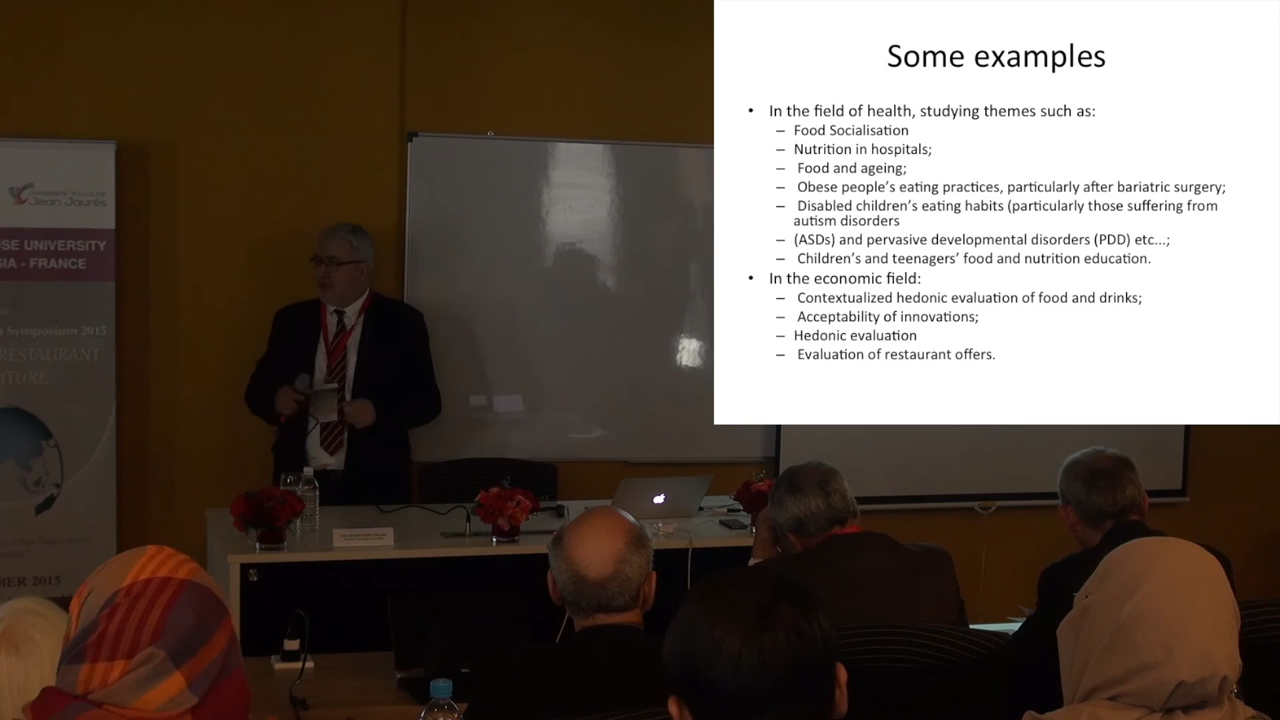 Some examples
• In the field of health, studying themes such as:
– Food Socialisation
– Nutrition in hospitals;
– Food and ageing;
– Obese people's eating practices, particularly after bariatric surgery;
– Disabled children's eating habits (particularly those suffering from
autism disorders
– (ASDs) and pervasive developmental disorders (PDD) etc...;
– Children's and teenagers' food and nutrition education.
• In the economic field:
– Contextualized hedonic evaluation of food and drinks;
– Acceptability of innovations;
– Hedonic evaluation
– Evaluation of restaurant offers.
Jean Jaurès
SE UNIVERSITY
SIA - FRANCE
Symposium 2015
RESTAURANT
TURE
BER 2015